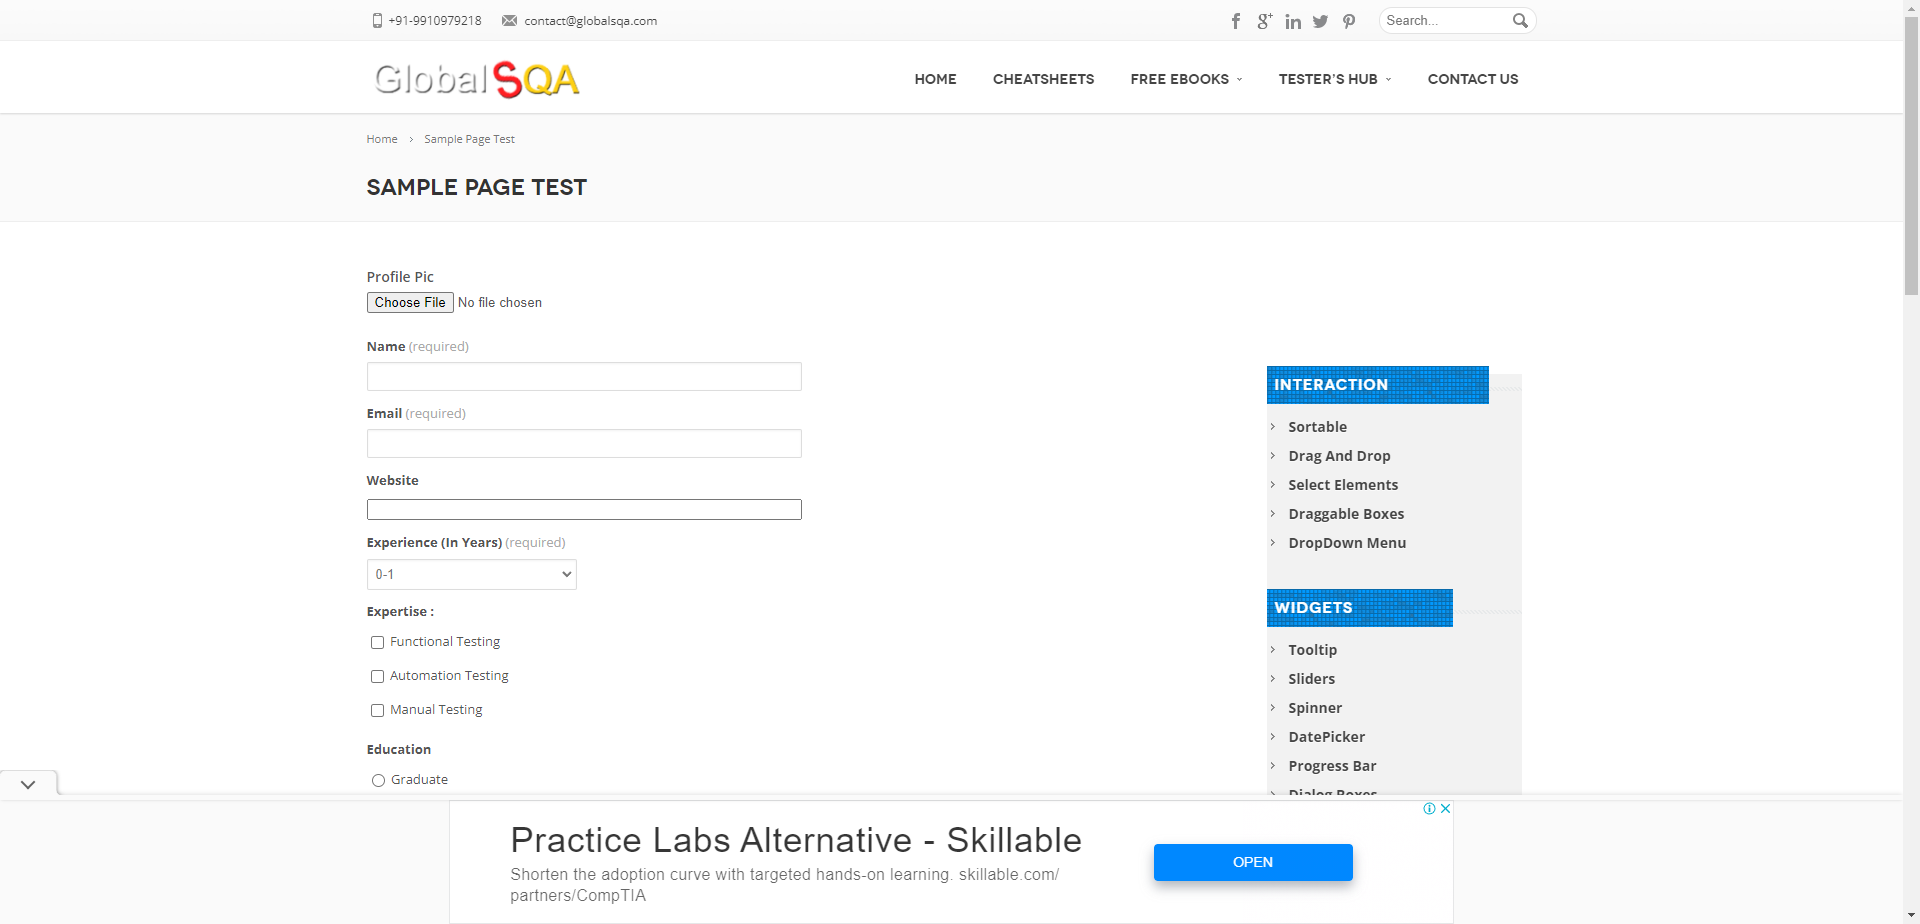 +91-9910979218 contact@globalsqa.com Search...
GlobalSQA
HOME CHEATSHEETS FREE EBOOKS TESTER'S HUB CONTACT US
Home › Sample Page Test
SAMPLE PAGE TEST
Profile Pic
Choose File No file chosen
Name (required)
Email (required)
Website
Experience (In Years) (required)
0-1
Expertise :
Functional Testing
Automation Testing
Manual Testing
Education
Graduate
INTERACTION
Sortable
Drag And Drop
Select Elements
Draggable Boxes
DropDown Menu
WIDGETS
Tooltip
Sliders
Spinner
DatePicker
Progress Bar
Dialog Boxes
Practice Labs Alternative - Skillable
Shorten the adoption curve with targeted hands-on learning. skillable.com/
partners/CompTIA
OPEN